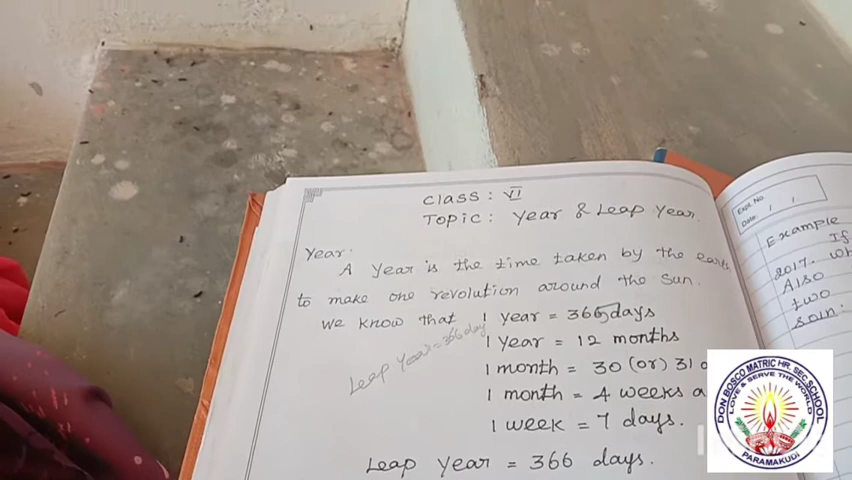 Class : VI
Topic : Year & Leap Year.
Year:
A Year is the time taken by the earth
to make one revolution around the Sun.
We know that 1 year = 365 days
Leap Year = 366 day
1 Year = 12 months
1 month = 30 (or) 31
1 month = 4 weeks
1 week = 7 days.
Leap year = 366 days.
Expt. No.
Date: / /
Example
If
2017.
Also
two
Soln:
DON BOSCO MATRIC HR. SEC SCHOOL
LOVE & SERVE THE WORLD
PARAMAKUDI